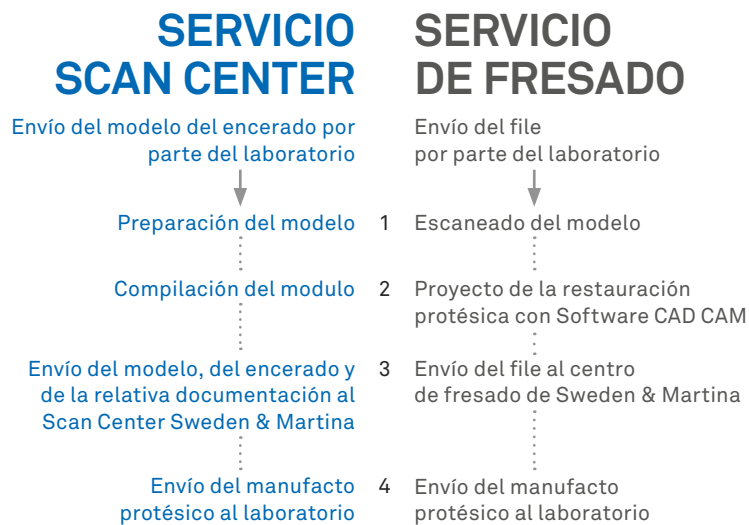 SERVICIO
SCAN CENTER
Envío del modelo del encerado por
parte del laboratorio
Preparación del modelo
Compilación del modulo
Envío del modelo, del encerado y
de la relativa documentación al
Scan Center Sweden & Martina
Envío del manufacto
protésico al laboratorio
SERVICIO
DE FRESADO
Envío del file
por parte del laboratorio
1 Escaneado del modelo
2 Proyecto de la restauración
protésica con Software CAD CAM
3 Envío del file al centro
de fresado de Sweden & Martina
4 Envío del manufacto
protésico al laboratorio